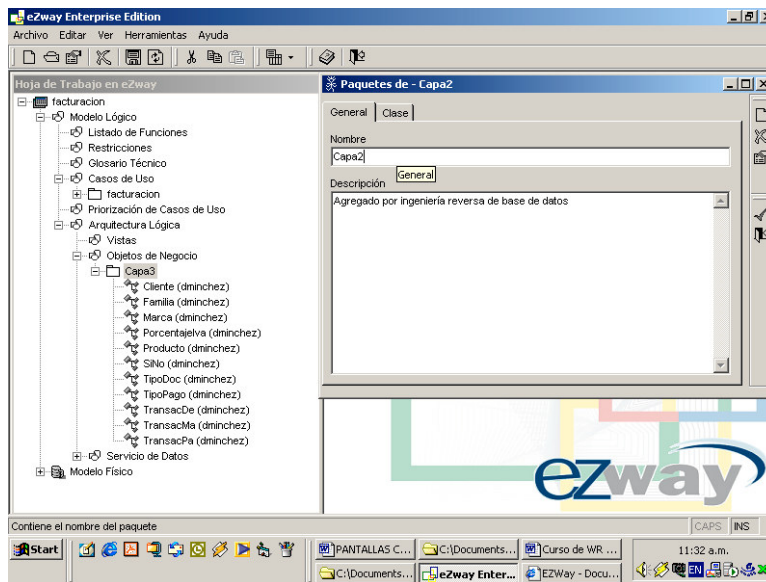 eZway Enterprise Edition
Archivo Editar Ver Herramientas Ayuda
Hoja de Trabajo en eZway
facturacion
Modelo Lógico
Listado de Funciones
Restricciones
Glosario Técnico
Casos de Uso
facturacion
Priorización de Casos de Uso
Arquitectura Lógica
Vistas
Objetos de Negocio
Capa3
Cliente (dminchez)
Familia (dminchez)
Marca (dminchez)
PorcentajeIva (dminchez)
Producto (dminchez)
SiNo (dminchez)
TipoDoc (dminchez)
TipoPago (dminchez)
TransacDe (dminchez)
TransacMa (dminchez)
TransacPa (dminchez)
Servicio de Datos
Modelo Físico
Paquetes de - Capa2
General Clase
Nombre
Capa2
General
Descripción
Agregado por ingeniería reversa de base de datos
ezway
Contiene el nombre del paquete
CAPS INS
Start
PANTALLAS C... C:\Documents... Curso de WR ...
C:\Documents... eZway Enter... EZWay - Docu...
11:32 a.m.
EN